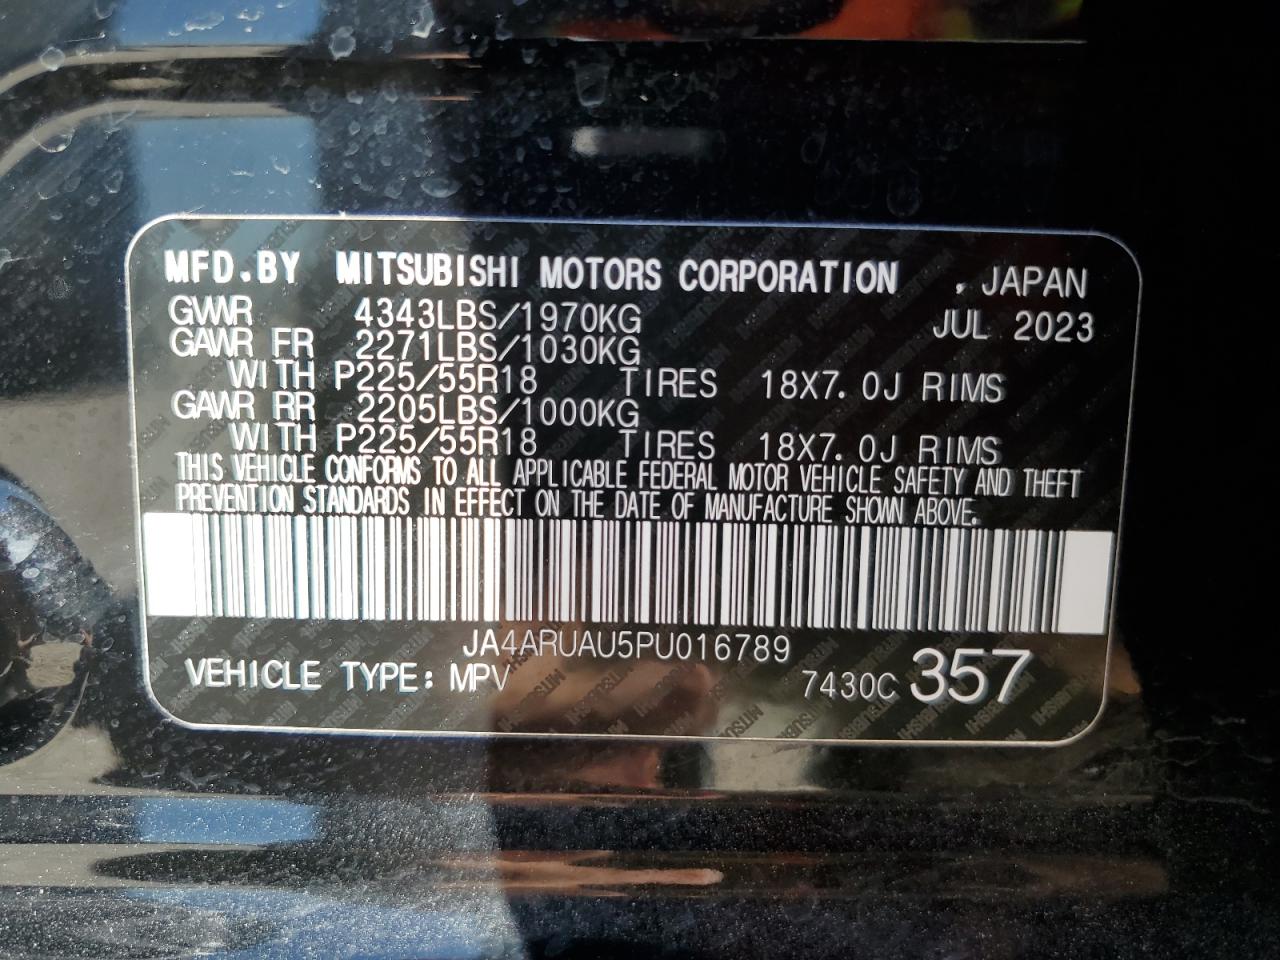 MFD.BY MITSUBISHI MOTORS CORPORATION , JAPAN
GVWR 4343LBS/1970KG JUL 2023
GAWR FR 2271LBS/1030KG
WITH P225/55R18 TIRES 18X7.0J RIMS
GAWR RR 2205LBS/1000KG
WITH P225/55R18 TIRES 18X7.0J RIMS
THIS VEHICLE CONFORMS TO ALL APPLICABLE FEDERAL MOTOR VEHICLE SAFETY AND THEFT
PREVENTION STANDARDS IN EFFECT ON THE DATE OF MANUFACTURE SHOWN ABOVE.
JA4ARUAU5PU016789
VEHICLE TYPE: MPV 7430C 357